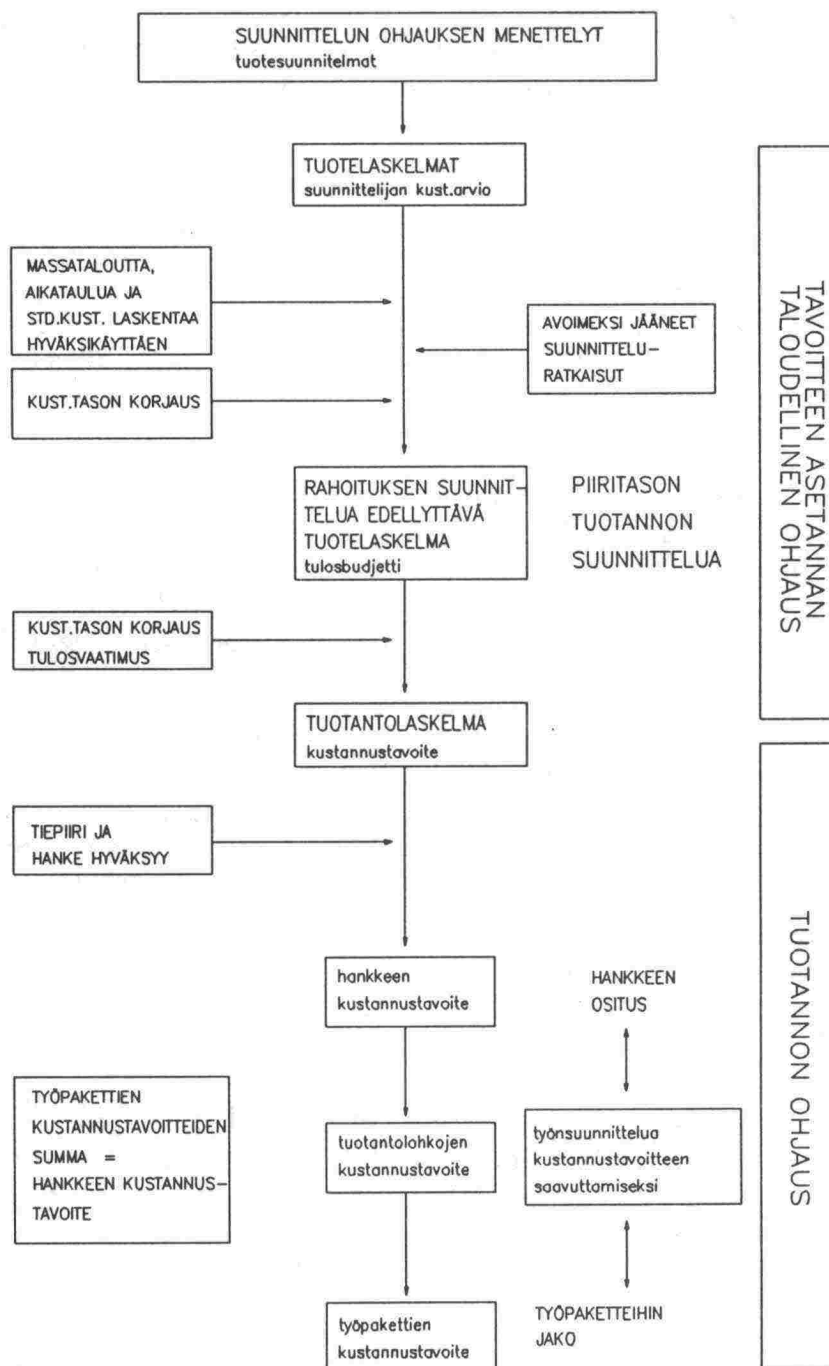 SUUNNITTELUN OHJAUKSEN MENETTELYT
tuotesuunnitelmat
TUOTELASKELMAT
suunnittelijan kust.arvio
MASSATALOUTTA,
AIKATAULUA JA
STD.KUST. LASKENTAA
HYVÄKSIKÄYTTÄEN
AVOIMEKSI JÄÄNEET
SUUNNITTELU-
RATKAISUT
KUST.TASON KORJAUS
RAHOITUKSEN SUUNNIT-
TELUA EDELLYTTÄVÄ
TUOTELASKELMA
tulosbudjetti
PIIRITASON
TUOTANNON
SUUNNITTELUA
TAVOITTEEN ASETANNAN
TALOUDELLINEN OHJAUS
KUST.TASON KORJAUS
TULOSVAATIMUS
TUOTANTOLASKELMA
kustannustavoite
TIEPIIRI JA
HANKE HYVÄKSYY
hankkeen
kustannustavoite
HANKKEEN
OSITUS
TYÖPAKETTIEN
KUSTANNUSTAVOITTEIDEN
SUMMA =
HANKKEEN KUSTANNUS-
TAVOITE
tuotantolohkojen
kustannustavoite
työnsuunnittelua
kustannustavoitteen
saavuttamiseksi
työpakettien
kustannustavoite
TYÖPAKETTEIHIN
JAKO
TUOTANNON OHJAUS